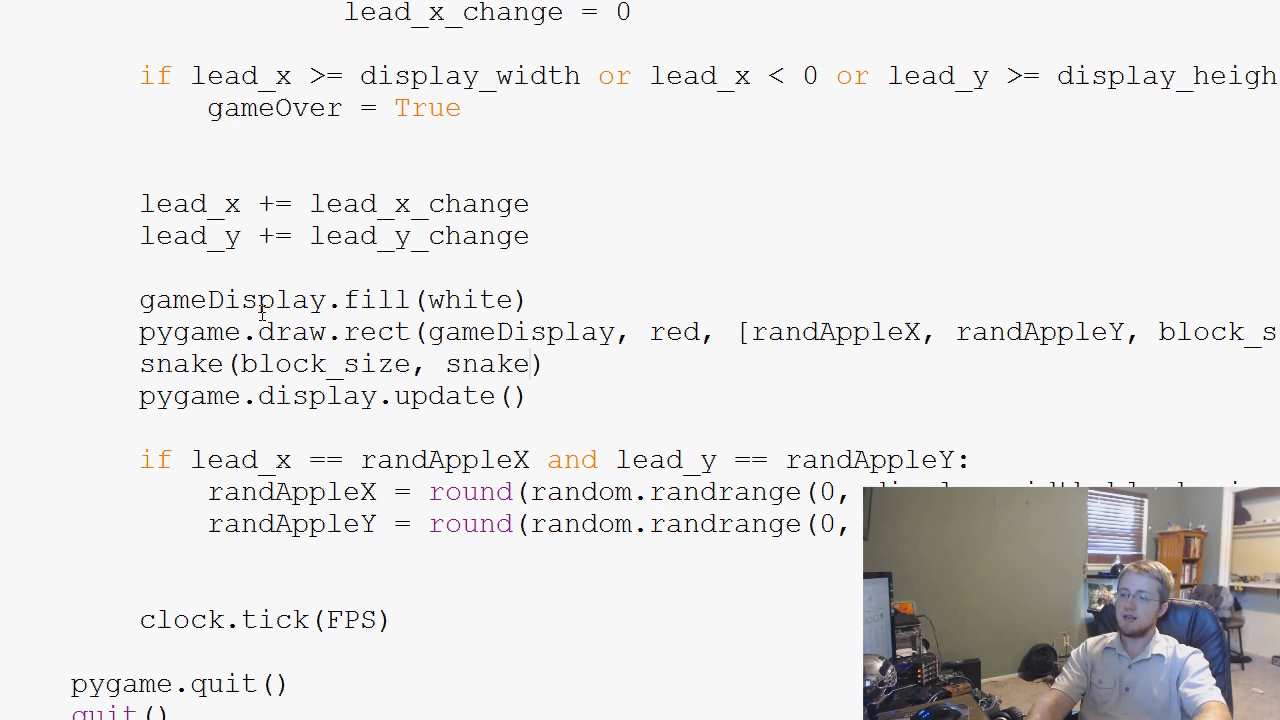 lead_x_change = 0
if lead_x >= display_width or lead_x < 0 or lead_y >= display_heigh
gameOver = True
lead_x += lead_x_change
lead_y += lead_y_change
gameDisplay.fill(white)
pygame.draw.rect(gameDisplay, red, [randAppleX, randAppleY, block_s
snake(block_size, snake)
pygame.display.update()
if lead_x == randAppleX and lead_y == randAppleY:
randAppleX = round(random.randrange(0,
randAppleY = round(random.randrange(0,
clock.tick(FPS)
pygame.quit()
quit()